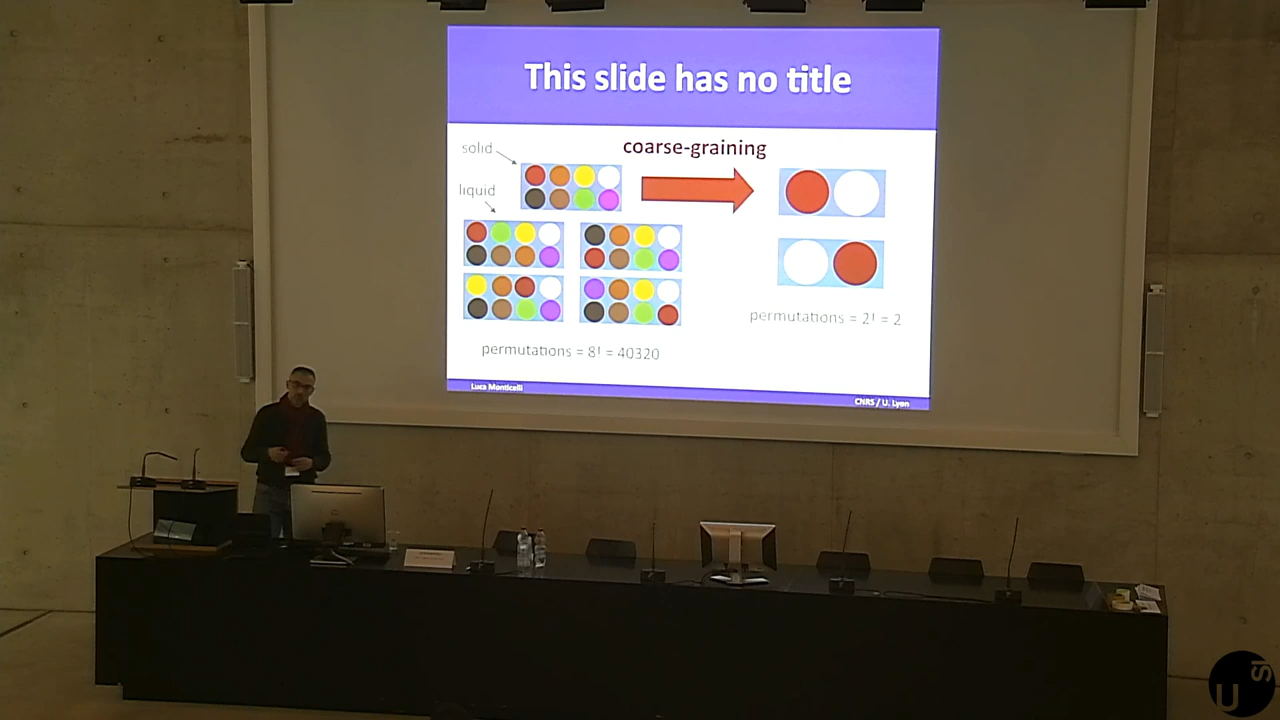 This slide has no title
solid
coarse-graining
liquid
permutations = 2! = 2
permutations = 8! = 40320
Luca Monticelli
CNRS / U. Lyon
U
SI